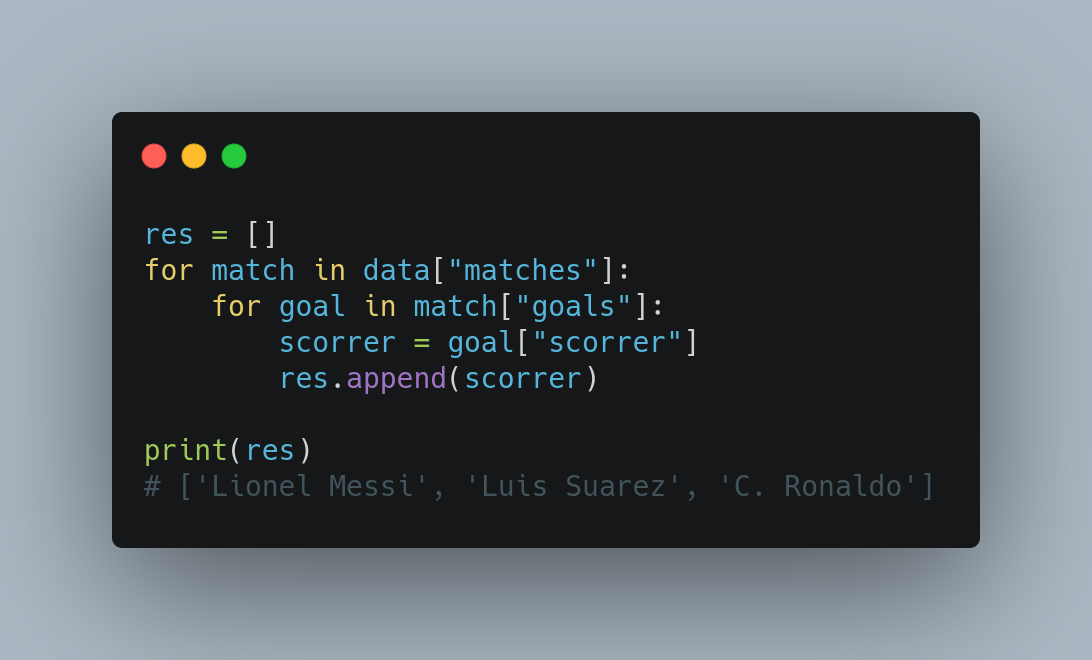 res = []
for match in data["matches"]:
    for goal in match["goals"]:
        scorrer = goal["scorrer"]
        res.append(scorrer)

print(res)
# ['Lionel Messi', 'Luis Suarez', 'C. Ronaldo']